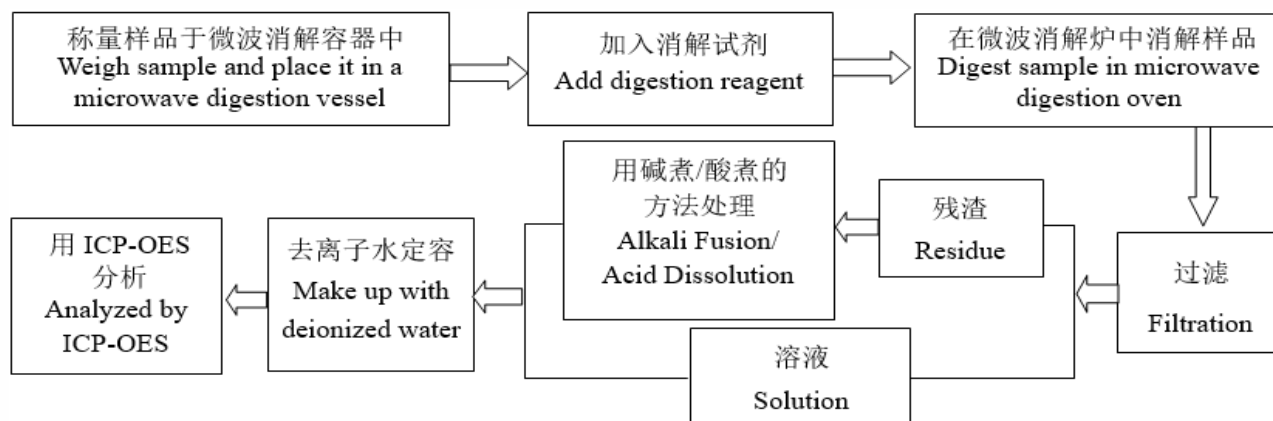 称量样品于微波消解容器中
Weigh sample and place it in a
microwave digestion vessel
加入消解试剂
Add digestion reagent
在微波消解炉中消解样品
Digest sample in microwave
digestion oven
过滤
Filtration
残渣
Residue
用碱煮/酸煮的
方法处理
Alkali Fusion/
Acid Dissolution
溶液
Solution
去离子水定容
Make up with
deionized water
用 ICP-OES
分析
Analyzed by
ICP-OES